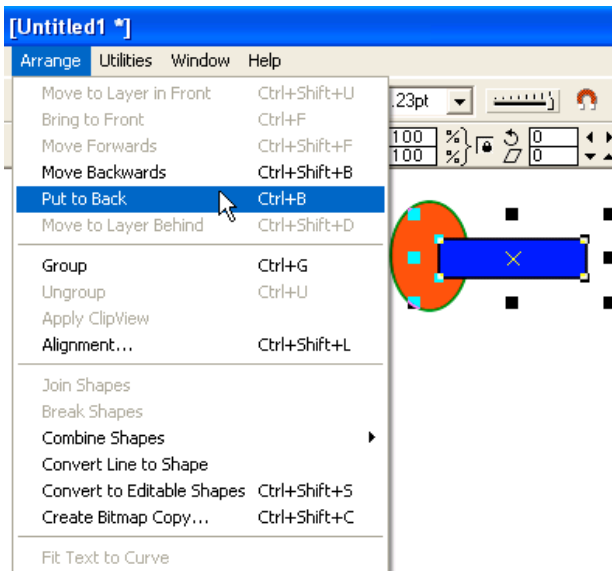 [Untitled1 *]
Arrange Utilities Window Help
Move to Layer in Front Ctrl+Shift+U
Bring to Front Ctrl+F
Move Forwards Ctrl+Shift+F
Move Backwards Ctrl+Shift+B
Put to Back Ctrl+B
Move to Layer Behind Ctrl+Shift+D
Group Ctrl+G
Ungroup Ctrl+U
Apply ClipView
Alignment... Ctrl+Shift+L
Join Shapes
Break Shapes
Combine Shapes
Convert Line to Shape
Convert to Editable Shapes Ctrl+Shift+S
Create Bitmap Copy... Ctrl+Shift+C
Fit Text to Curve
.23pt
100 % 0
100 % 0